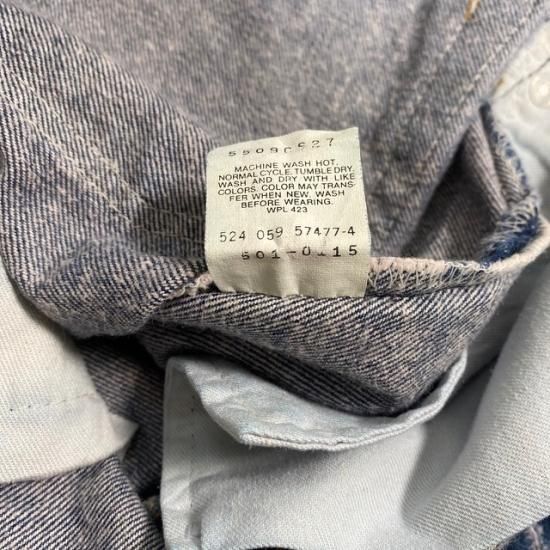 MACHINE WASH HOT,
NORMAL CYCLE. TUMBLE DRY.
WASH AND DRY WITH LIKE
COLORS. COLOR MAY TRANS-
FER WHEN NEW. WASH
BEFORE WEARING.
WPL 423
524 059 57477-4
501-0115